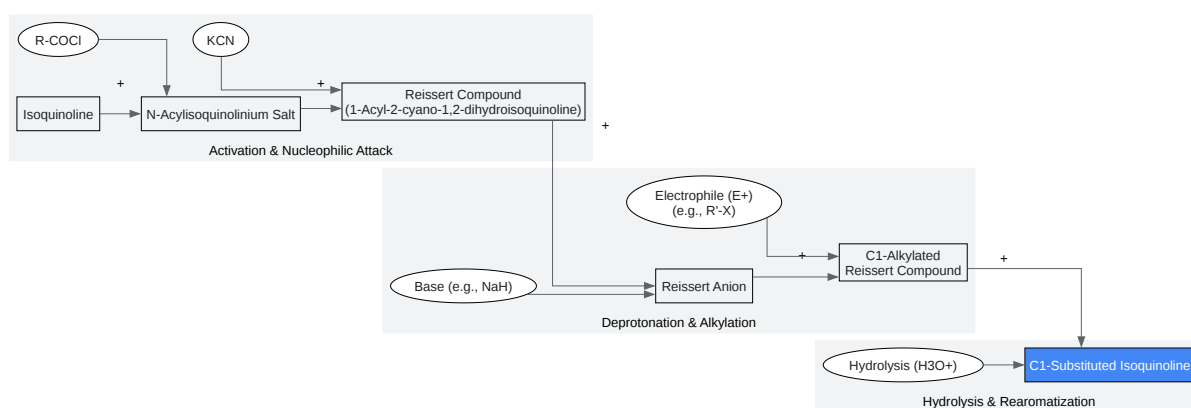 R-COCl
KCN
+
+
Reissert Compound
(1-Acyl-2-cyano-1,2-dihydroisoquinoline)
Isoquinoline
N-Acylisoquinolinium Salt
+
Activation & Nucleophilic Attack
Electrophile (E+)
(e.g., R'-X)
+
+
C1-Alkylated
Reissert Compound
Base (e.g., NaH)
Reissert Anion
Deprotonation & Alkylation
Hydrolysis (H3O+)
C1-Substituted Isoquinoline
Hydrolysis & Rearomatization